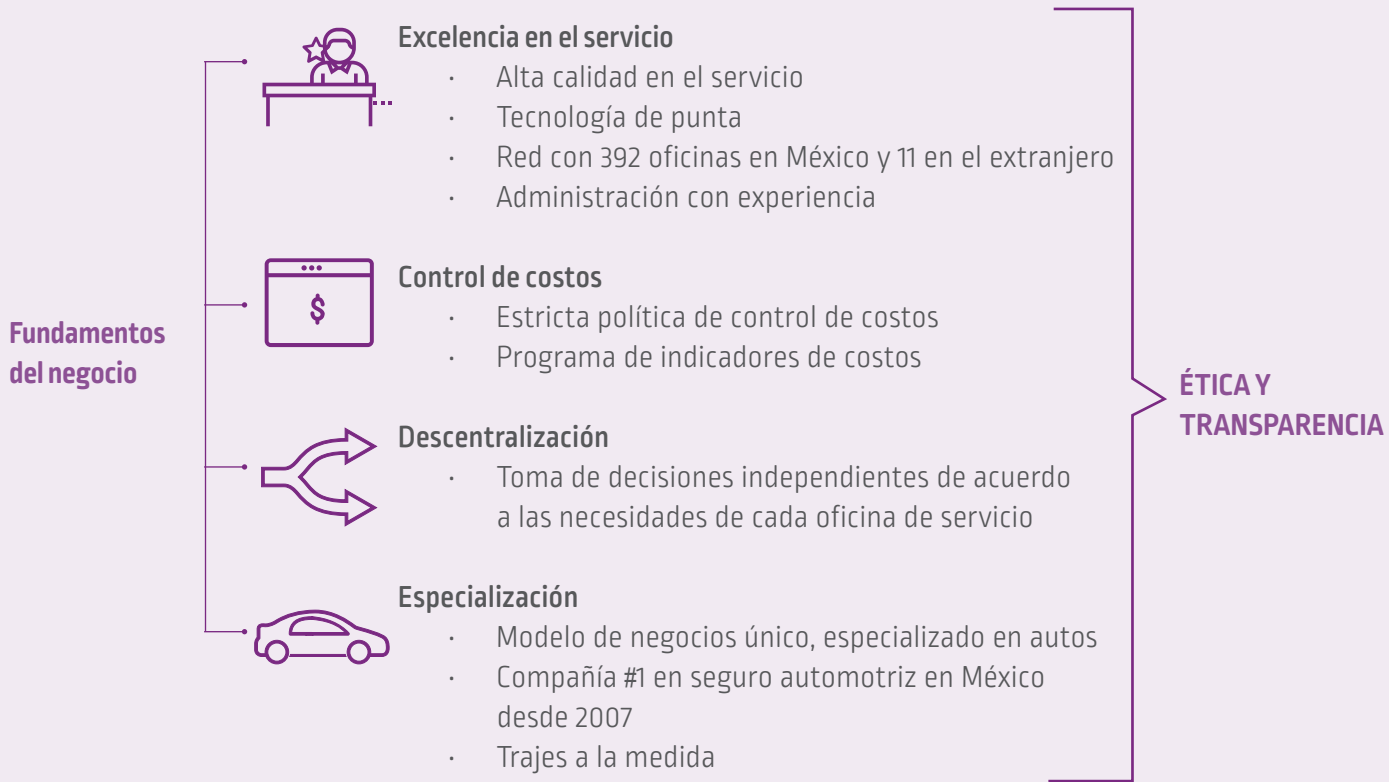 Fundamentos
del negocio
Excelencia en el servicio
· Alta calidad en el servicio
· Tecnología de punta
· Red con 392 oficinas en México y 11 en el extranjero
· Administración con experiencia
$
Control de costos
· Estricta política de control de costos
· Programa de indicadores de costos
Descentralización
· Toma de decisiones independientes de acuerdo
a las necesidades de cada oficina de servicio
Especialización
· Modelo de negocios único, especializado en autos
· Compañía #1 en seguro automotriz en México
desde 2007
· Trajes a la medida
ÉTICA Y
TRANSPARENCIA